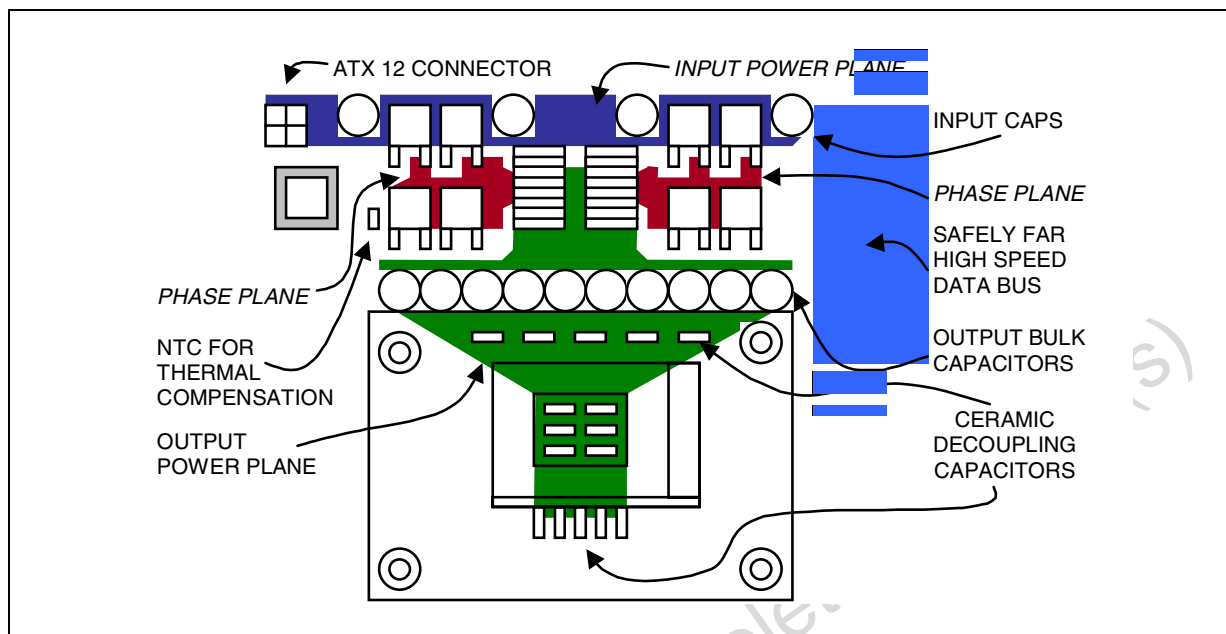 ATX 12 CONNECTOR
INPUT POWER PLANE
INPUT CAPS
PHASE PLANE
SAFELY FAR
HIGH SPEED
DATA BUS
PHASE PLANE
OUTPUT BULK
CAPACITORS
NTC FOR
THERMAL
COMPENSATION
CERAMIC
DECOUPLING
CAPACITORS
OUTPUT
POWER PLANE